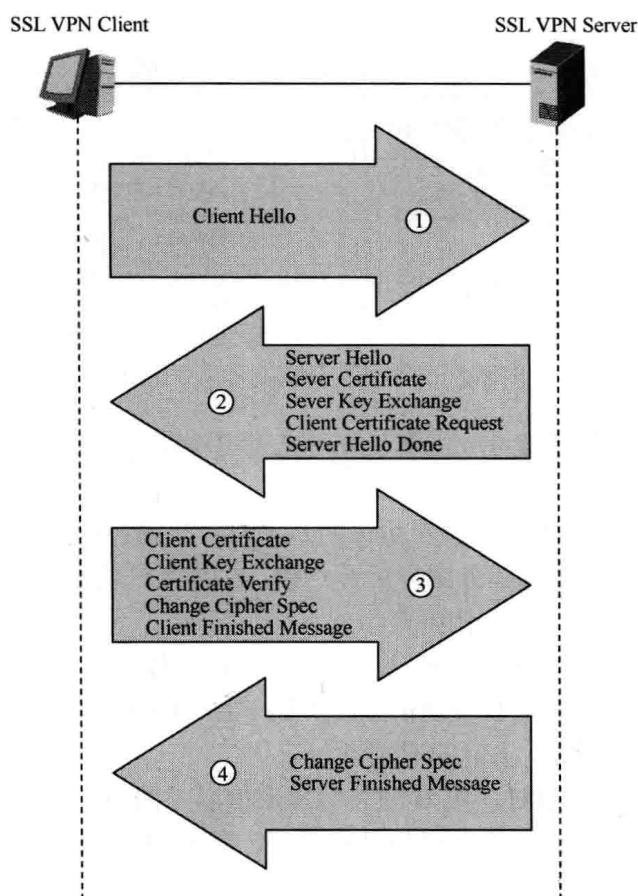 SSL VPN Client
SSL VPN Server
Client Hello
①
Server Hello
Sever Certificate
Sever Key Exchange
②
Client Certificate Request
Server Hello Done
Client Certificate
Client Key Exchange
Certificate Verify
③
Change Cipher Spec
Client Finished Message
④
Change Cipher Spec
Server Finished Message